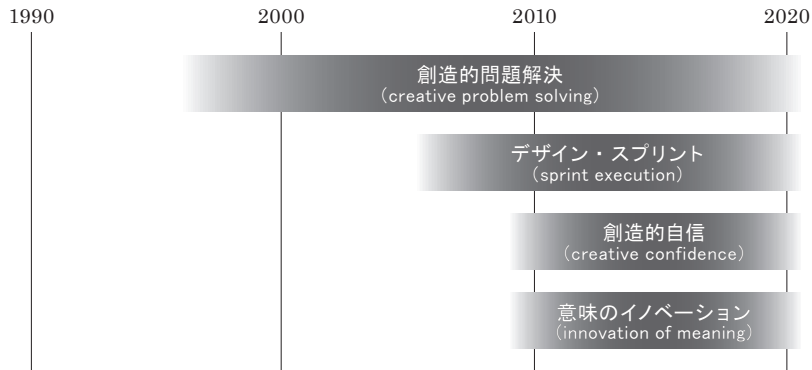 1990 2000 2010 2020
創造的問題解決
(creative problem solving)
デザイン・スプリント
(sprint execution)
創造的自信
(creative confidence)
意味のイノベーション
(innovation of meaning)